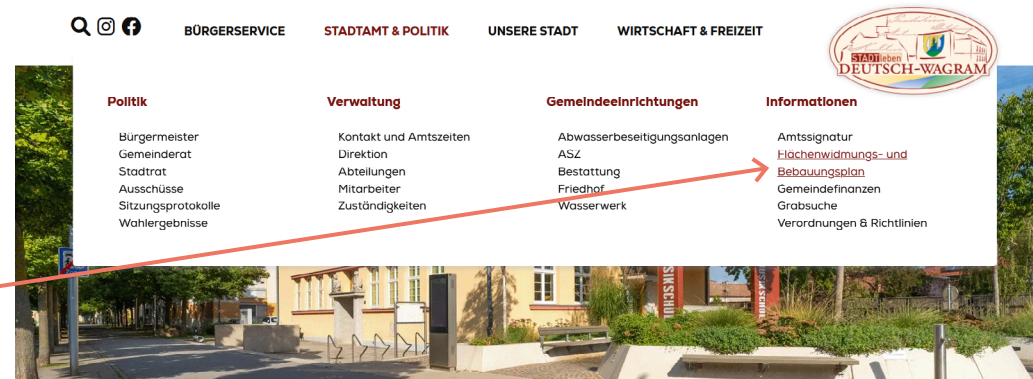 BÜRGERSERVICE
STADTAMT & POLITIK
UNSERE STADT
WIRTSCHAFT & FREIZEIT
STADTleben
DEUTSCH-WAGRAM
Politik
Bürgermeister
Gemeinderat
Stadtrat
Ausschüsse
Sitzungsprotokolle
Wahlergebnisse
Verwaltung
Kontakt und Amtszeiten
Direktion
Abteilungen
Mitarbeiter
Zuständigkeiten
Gemeindeeinrichtungen
Abwasserbeseitigungsanlagen
ASZ
Bestattung
Friedhof
Wasserwerk
Informationen
Amtssignatur
Flächenwidmungs- und
Bebauungsplan
Gemeindefinanzen
Grabsuche
Verordnungen & Richtlinien